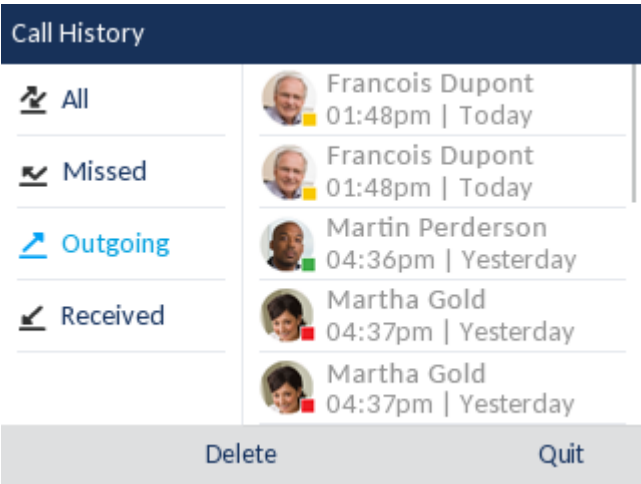 Call History
All
Missed
Outgoing
Received
Francois Dupont
01:48pm | Today
Francois Dupont
01:48pm | Today
Martin Perderson
04:36pm | Yesterday
Martha Gold
04:37pm | Yesterday
Martha Gold
04:37pm | Yesterday
Delete
Quit